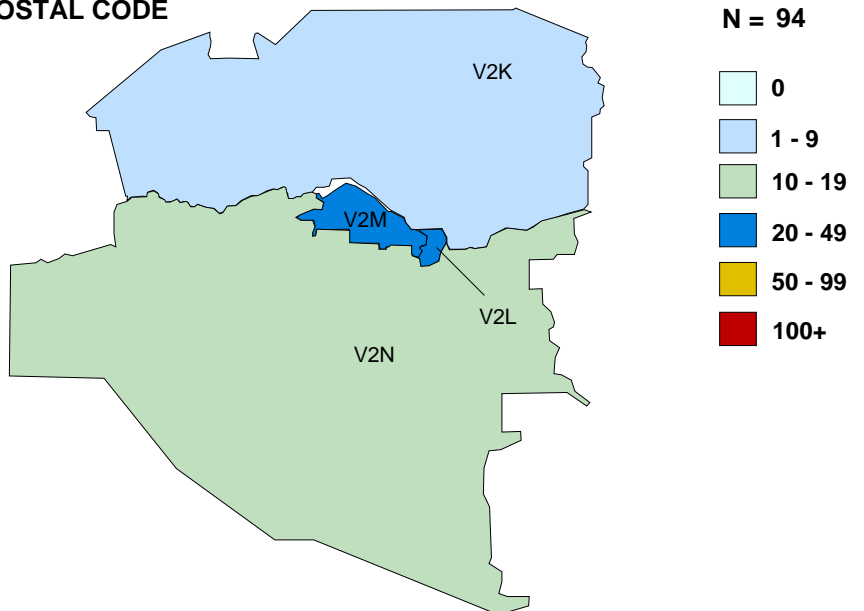 OSTAL CODE
N = 94
V2K
0
1 - 9
10 - 19
20 - 49
50 - 99
100+
V2M
V2L
V2N